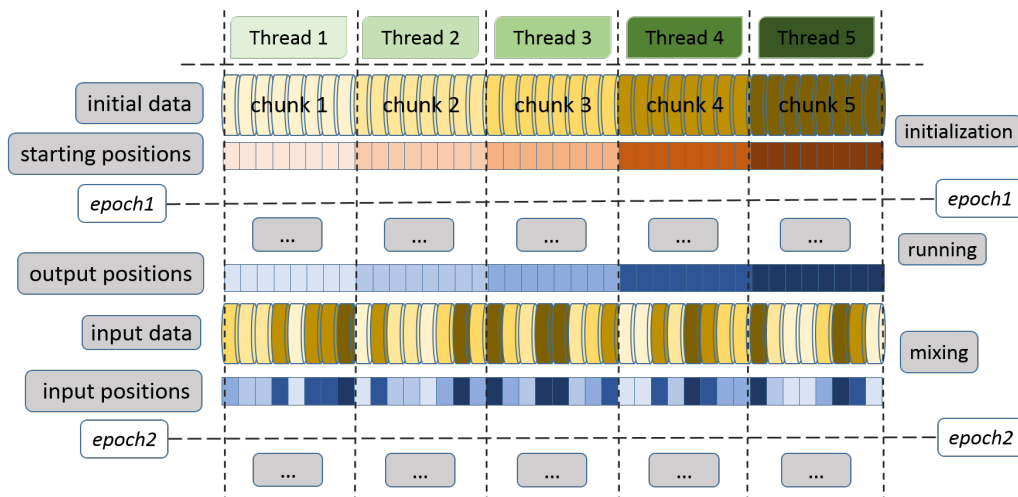 Thread 1 Thread 2 Thread 3 Thread 4 Thread 5
initial data chunk 1 chunk 2 chunk 3 chunk 4 chunk 5
initialization
starting positions
epoch1 epoch1
... ... ... ... ...
running
output positions
input data
mixing
input positions
epoch2 epoch2
... ... ... ... ...